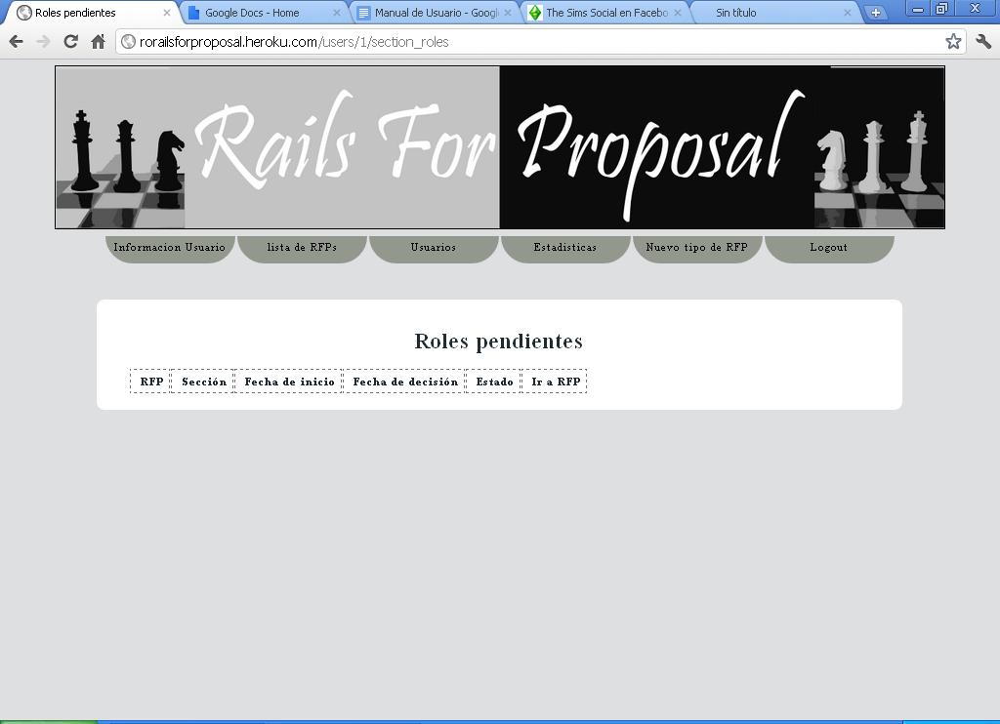 Roles pendientes
Google Docs - Home
Manual de Usuario - Googl
The Sims Social en Facebo
Sin título
rorailsforproposal.heroku.com/users/1/section_roles
Rails For Proposal
Informacion Usuario
lista de RFPs
Usuarios
Estadisticas
Nuevo tipo de RFP
Logout
Roles pendientes
RFP Sección Fecha de inicio Fecha de decisión Estado Ir a RFP